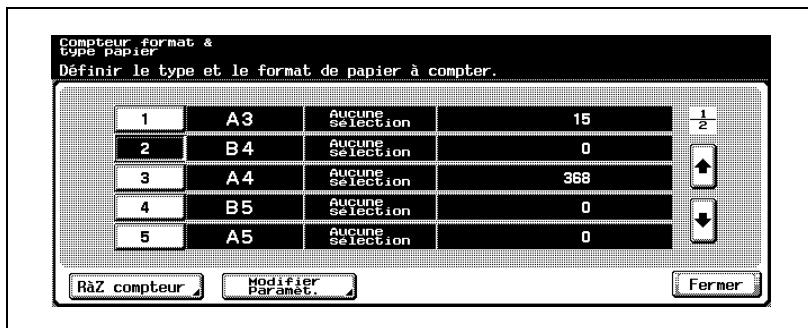 Compteur format &
type papier
Définir le type et le format de papier à compter.
1 A3 Aucune sélection 15
1/2
2 B4 Aucune sélection 0
3 A4 Aucune sélection 368
4 B5 Aucune sélection 0
5 A5 Aucune sélection 0
RàZ compteur
Modifier
Paramèt.
Fermer